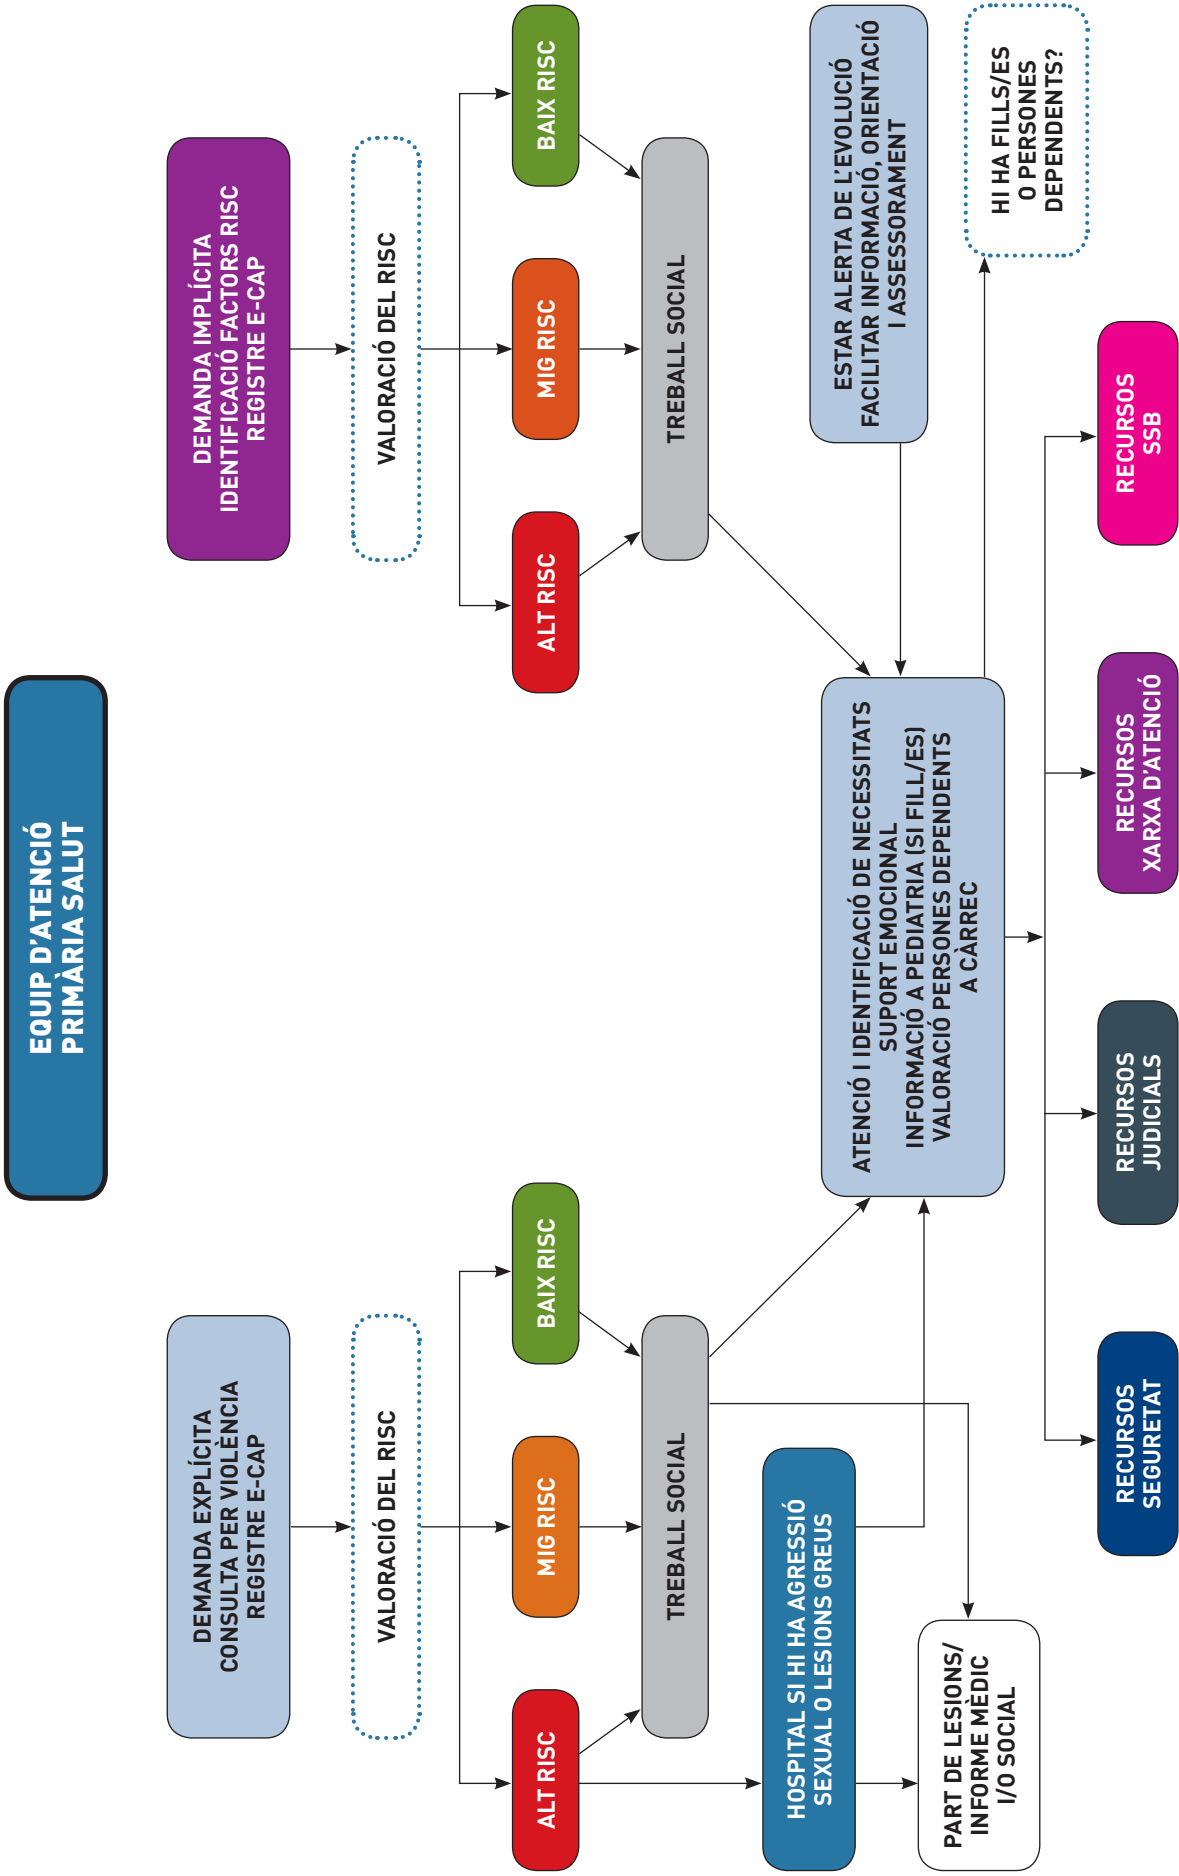 EQUIP D'ATENCIÓ
PRIMÀRIA SALUT
DEMANDA EXPLÍCITA
CONSULTA PER VIOLÈNCIA
REGISTRE E-CAP
DEMANDA IMPLÍCITA
IDENTIFICACIÓ FACTORS RISC
REGISTRE E-CAP
VALORACIÓ DEL RISC
VALORACIÓ DEL RISC
ALT RISC
MIG RISC
BAIX RISC
ALT RISC
MIG RISC
BAIX RISC
TREBALL SOCIAL
TREBALL SOCIAL
HOSPITAL SI HI HA AGRESSIÓ
SEXUAL O LESIONS GREUS
ATENCIÓ I IDENTIFICACIÓ DE NECESSITATS
SUPORT EMOCIONAL
INFORMACIÓ A PEDIATRIA (SI FILL/ES)
VALORACIÓ PERSONES DEPENDENTS
A CÀRREC
ESTAR ALERTA DE L'EVOLUCIÓ
FACILITAR INFORMACIÓ, ORIENTACIÓ
I ASSESSORAMENT
PART DE LESIONS/
INFORME MÈDIC
I/O SOCIAL
HI HA FILLS/ES
O PERSONES
DEPENDENTS?
RECURSOS
SEGURETAT
RECURSOS
JUDICIALS
RECURSOS
XARXA D'ATENCIÓ
RECURSOS
SSB